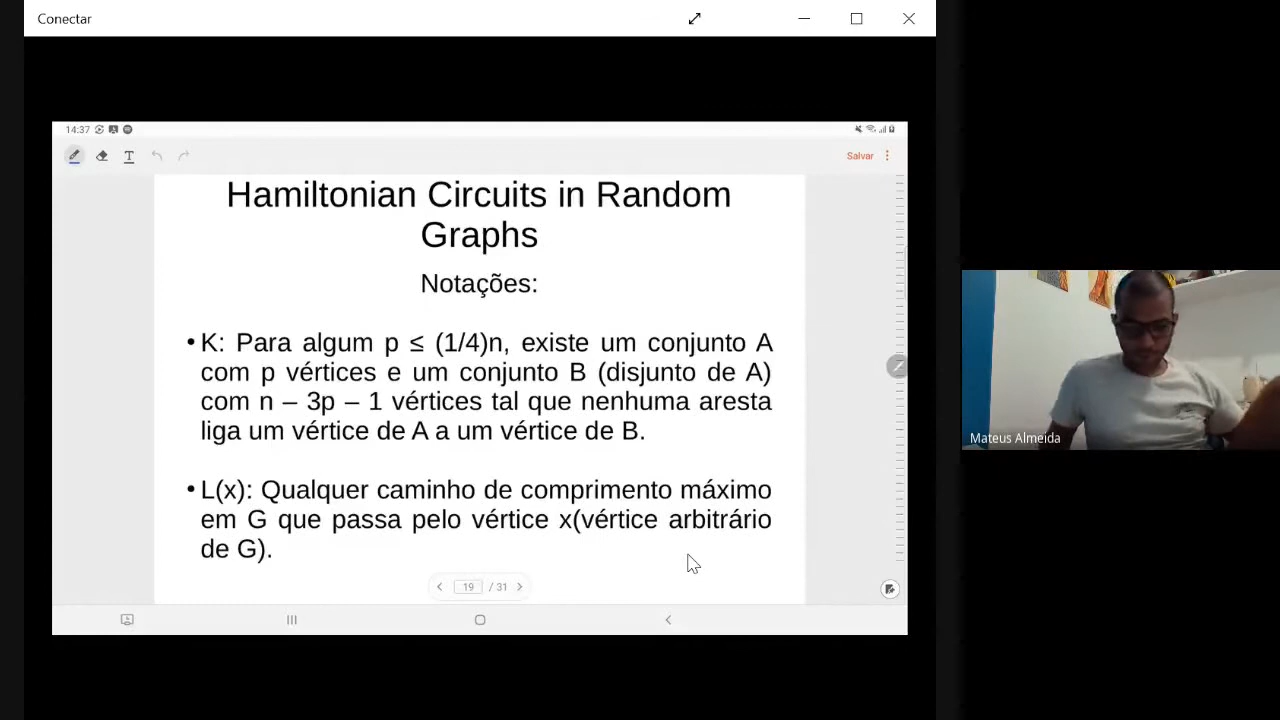 Conectar
14:37
Salvar
Hamiltonian Circuits in Random
Graphs
Notações:
• K: Para algum p ≤ (1/4)n, existe um conjunto A
com p vértices e um conjunto B (disjunto de A)
com n – 3p – 1 vértices tal que nenhuma aresta
liga um vértice de A a um vértice de B.
• L(x): Qualquer caminho de comprimento máximo
em G que passa pelo vértice x(vértice arbitrário
de G).
19 / 31
Mateus Almeida